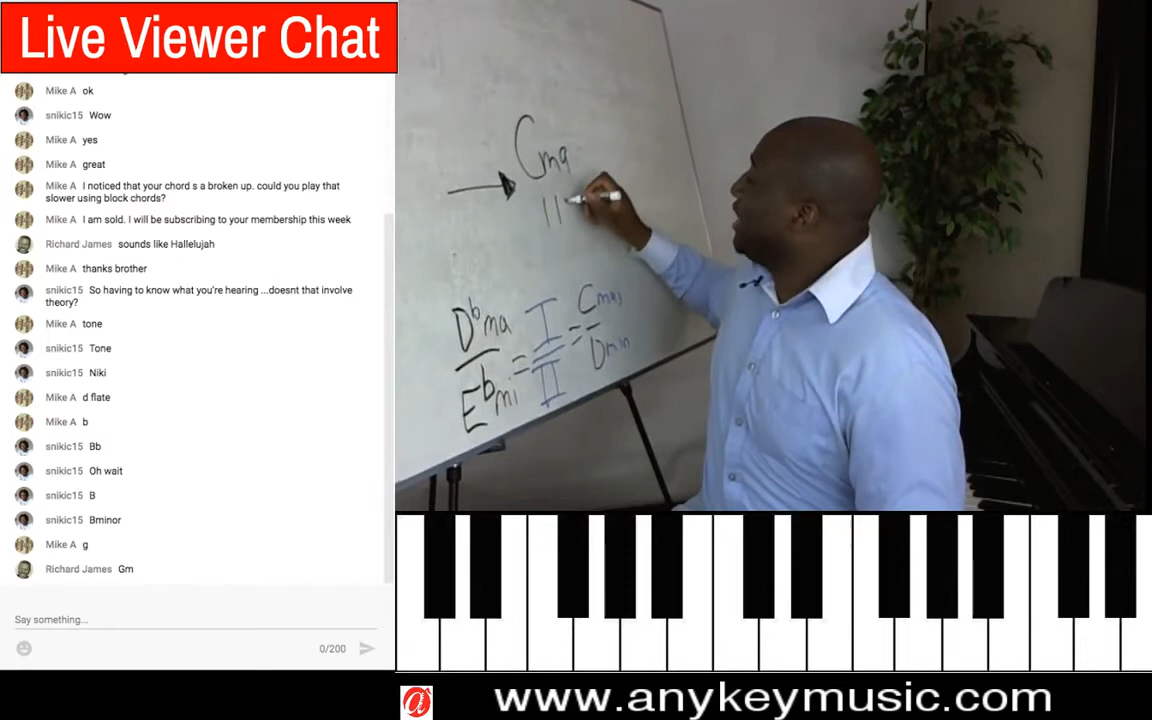 Live Viewer Chat
Mike A ok
snikic15 Wow
Mike A yes
Mike A great
Mike A I noticed that your chord s a broken up. could you play that
slower using block chords?
Mike A I am sold. I will be subscribing to your membership this week
Richard James sounds like Hallelujah
Mike A thanks brother
snikic15 So having to know what you're hearing ...doesnt that involve
theory?
Mike A tone
snikic15 Tone
snikic15 Niki
Mike A d flate
Mike A b
snikic15 Bb
snikic15 Oh wait
snikic15 B
snikic15 Bminor
Mike A g
Richard James Gm
Say something...
0/200
Cma
11
D♭ma / E♭mi = I / II = Cmaj / Dmin
www.anykeymusic.com